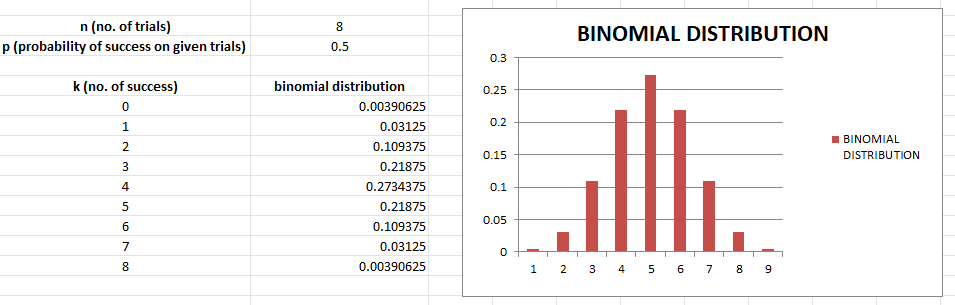 n (no. of trials) 8
p (probability of success on given trials) 0.5
k (no. of success) binomial distribution
0 0.00390625
1 0.03125
2 0.109375
3 0.21875
4 0.2734375
5 0.21875
6 0.109375
7 0.03125
8 0.00390625
BINOMIAL DISTRIBUTION
0.3
0.25
0.2
0.15
0.1
0.05
0
1 2 3 4 5 6 7 8 9
BINOMIAL
DISTRIBUTION